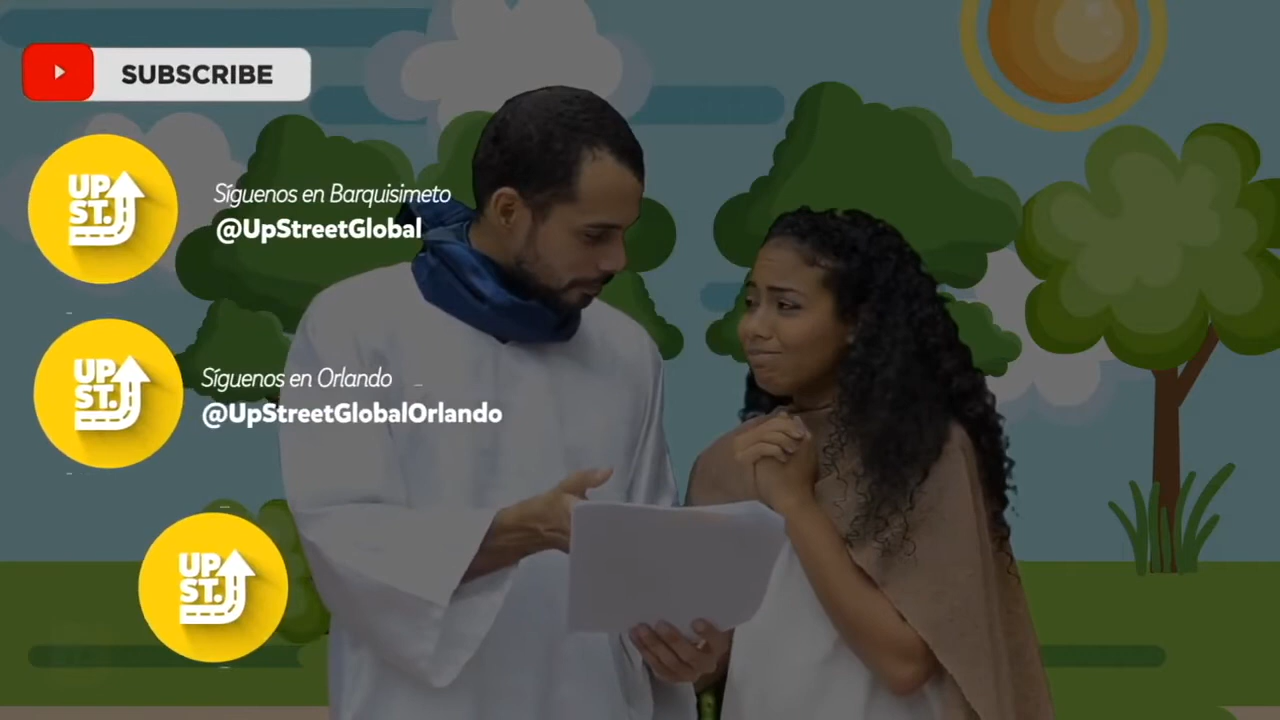 SUBSCRIBE
UP
ST.
Síguenos en Barquisimeto
@UpStreetGlobal
UP
ST.
Síguenos en Orlando
@UpStreetGlobalOrlando
UP
ST.